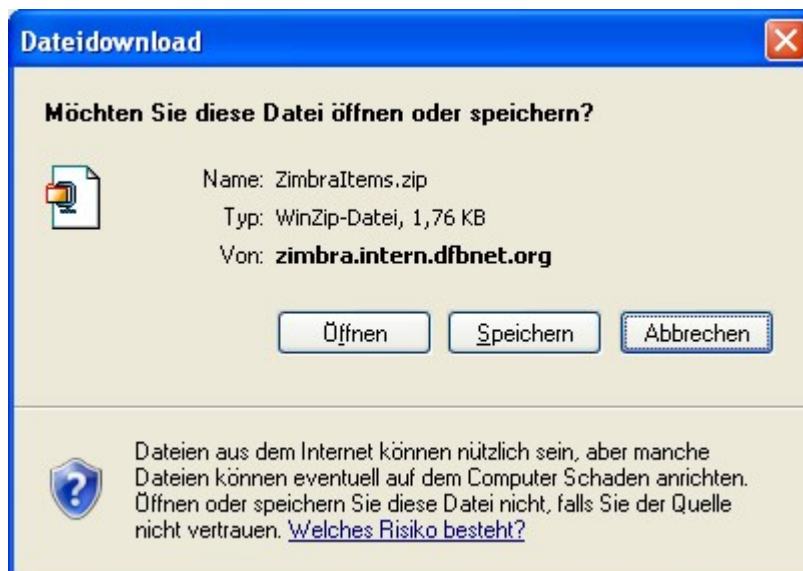 Dateidownload
Möchten Sie diese Datei öffnen oder speichern?
Name: ZimbraItems.zip
Typ: WinZip-Datei, 1,76 KB
Von: zimbra.intern.dfbnet.org
Öffnen Speichern Abbrechen
Dateien aus dem Internet können nützlich sein, aber manche
Dateien können eventuell auf dem Computer Schaden anrichten.
Öffnen oder speichern Sie diese Datei nicht, falls Sie der Quelle
nicht vertrauen. Welches Risiko besteht?